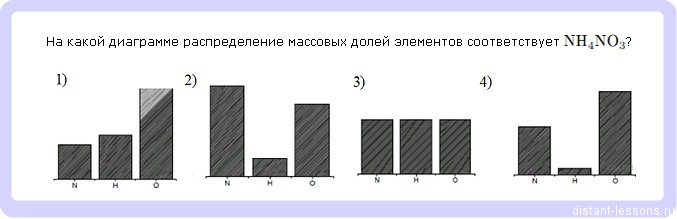 На какой диаграмме распределение массовых долей элементов соответствует NH₄NO₃?
1) 2) 3) 4)
N H O N H O N H O N H O
distant-lessons.ru